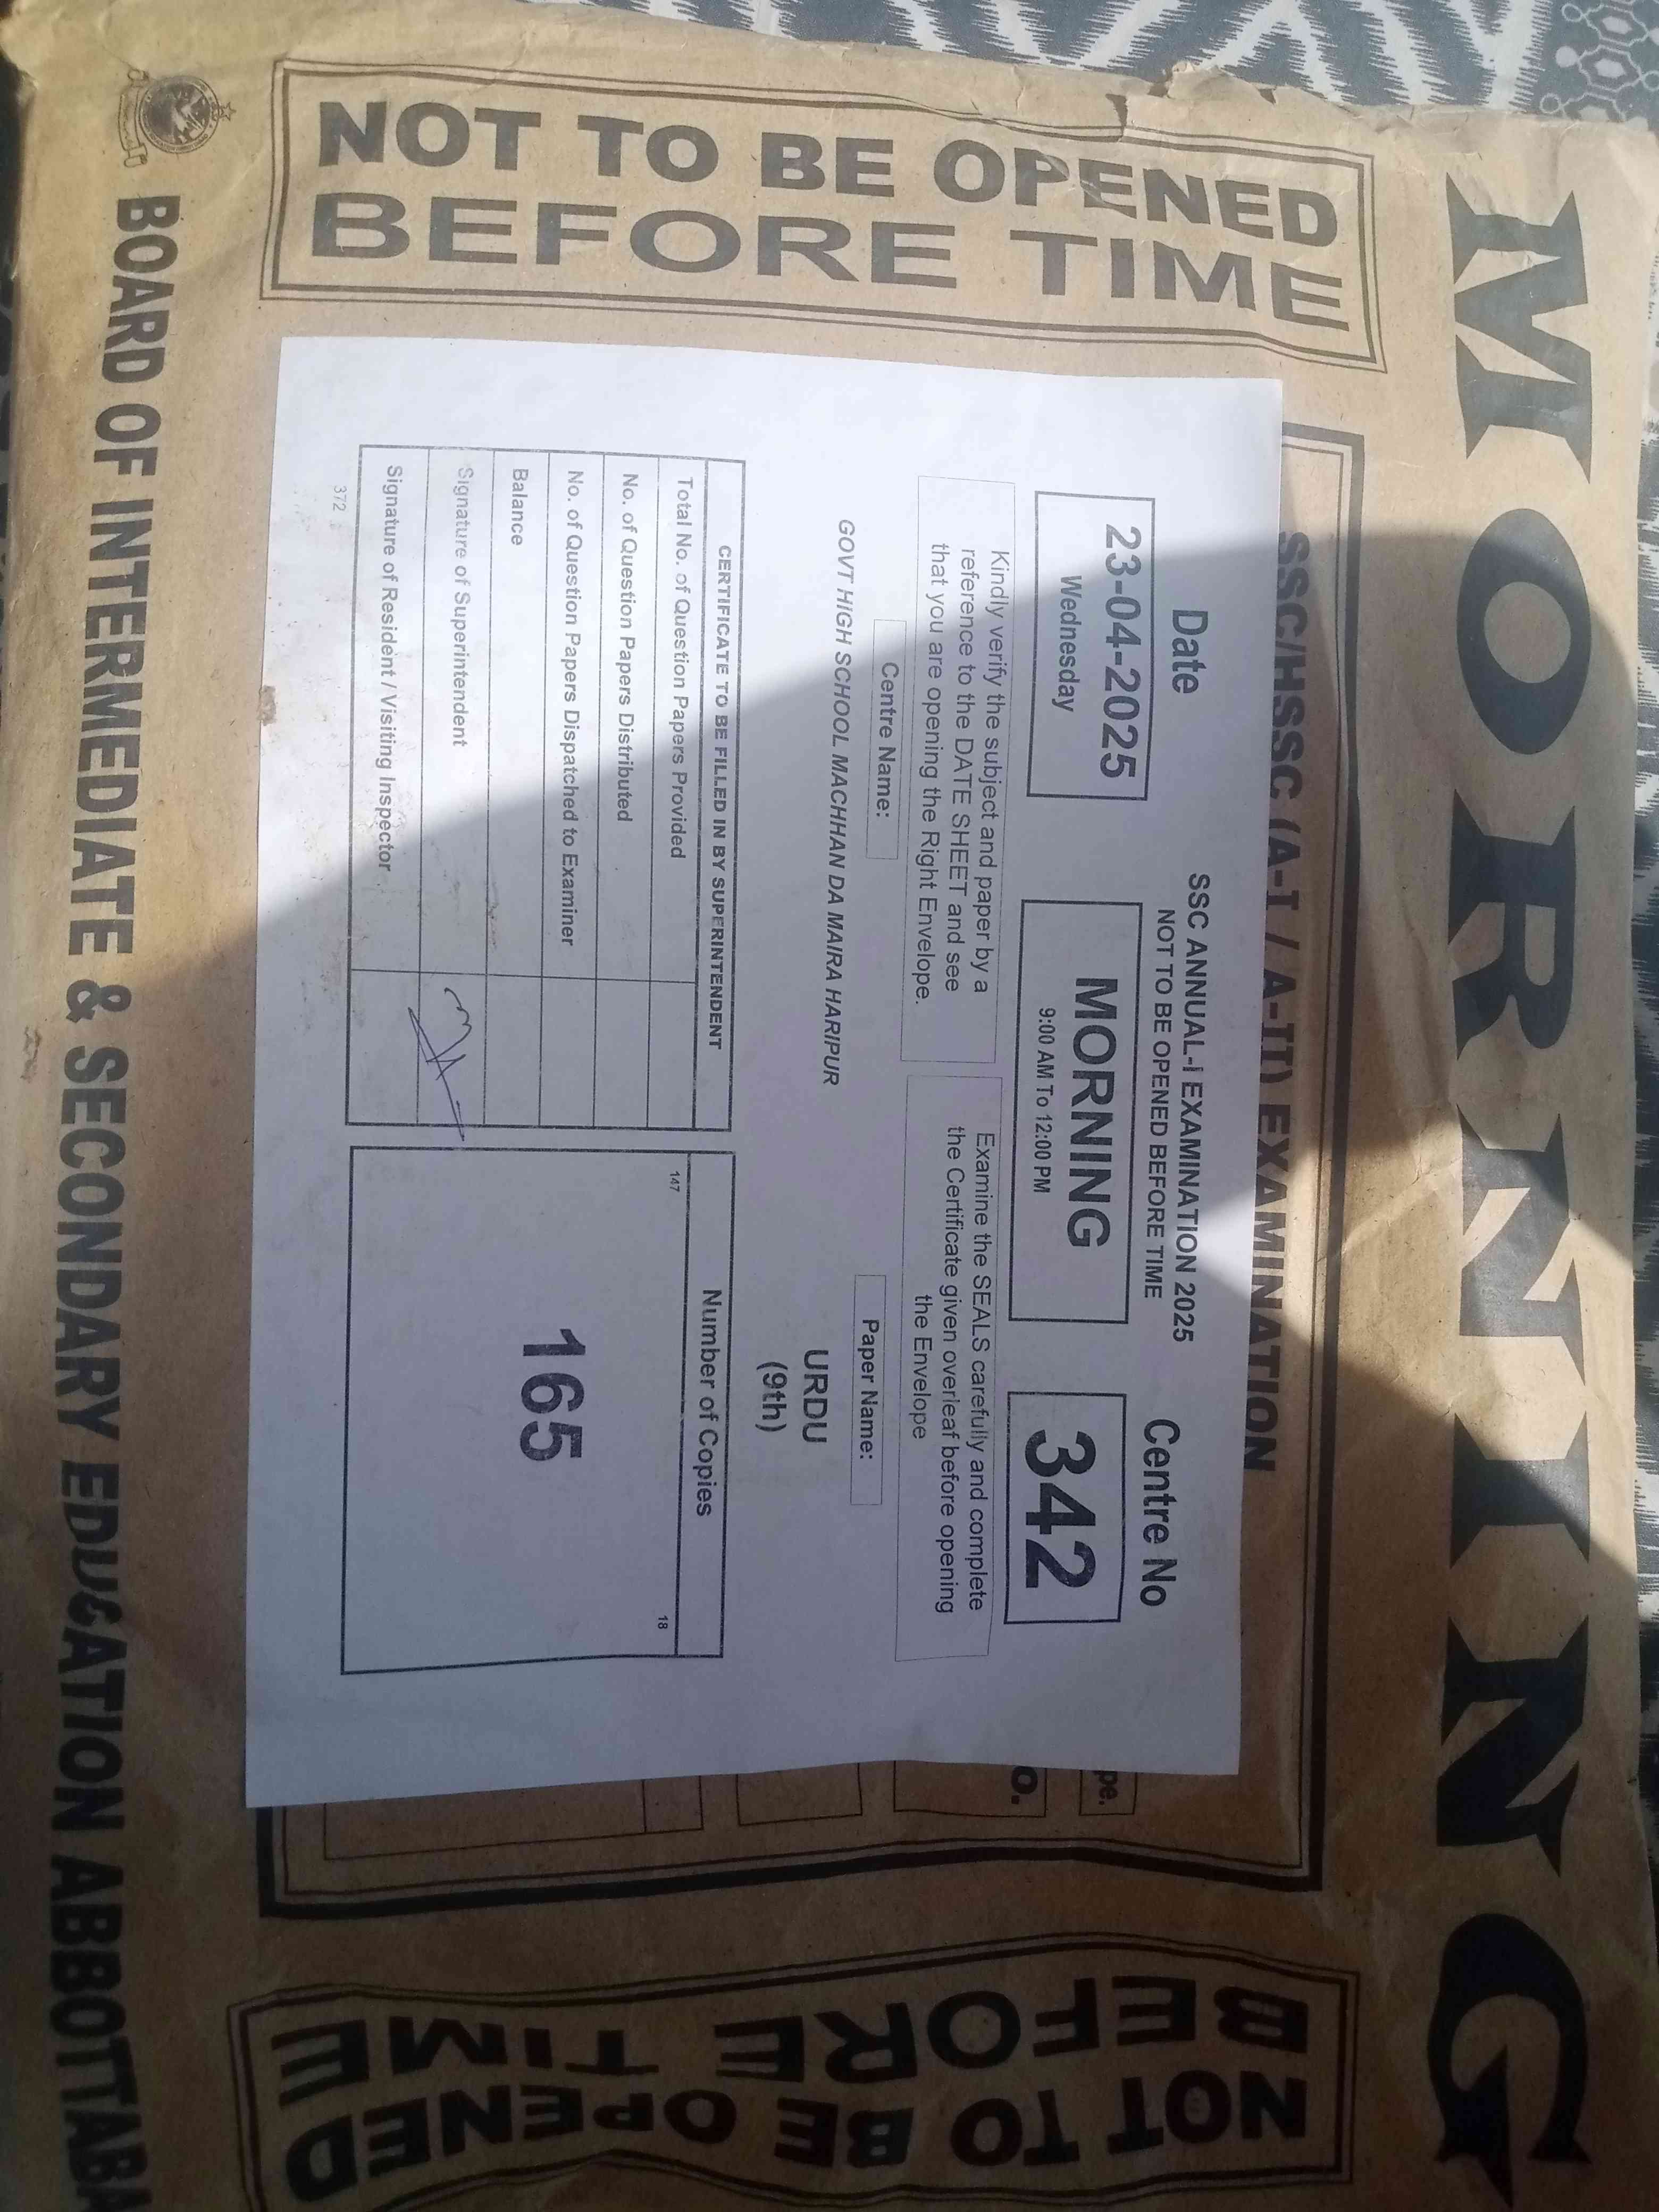 MORNING
NOT TO BE OPENED
BEFORE TIME
SSC/HSSC (A-I / A-II) EXAMINATION
SSC ANNUAL-I EXAMINATION 2025
NOT TO BE OPENED BEFORE TIME
Date
23-04-2025
Wednesday
MORNING
9:00 AM To 12:00 PM
Centre No
342
Kindly verify the subject and paper by a
reference to the DATE SHEET and see
that you are opening the Right Envelope.
Examine the SEALS carefully and complete
the Certificate given overleaf before opening
the Envelope
Centre Name:
GOVT HIGH SCHOOL MACHHAN DA MAIRA HARIPUR
Paper Name:
URDU
(9th)
CERTIFICATE TO BE FILLED IN BY SUPERINTENDENT
Total No. of Question Papers Provided
No. of Question Papers Distributed
No. of Question Papers Dispatched to Examiner
Balance
Signature of Superintendent
Signature of Resident / Visiting Inspector
372
Number of Copies
147
18
165
pe.
o.
NOT TO BE OPENED
BEFORE TIME
BOARD OF INTERMEDIATE & SECONDARY EDUCATION ABBOTTABA